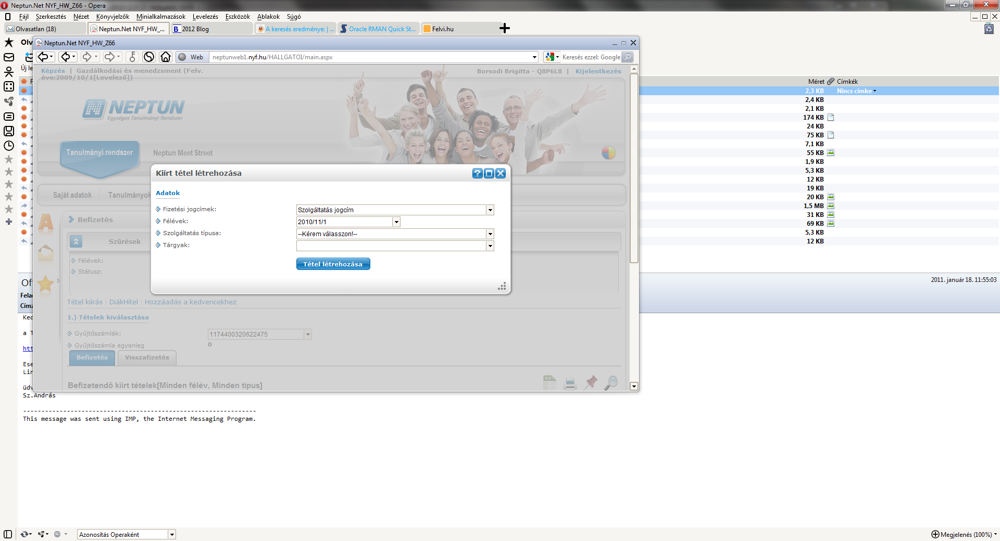 Neptun.Net NYF_HW_Z66 - Opera
Fájl Szerkesztés Nézet Könyvjelzők Minialkalmazások Levelezés Eszközök Ablakok Súgó
Olvasatlan (18) Neptun.Net NYF_HW_... 2012 Blog A keresés eredménye: | ... Oracle RMAN Quick St... Felvi.hu
Olv
Neptun.Net NYF_HW_Z66
Web neptunweb1.nyf.hu/HALLGATOI/main.aspx Keresés ezzel: Google
Új le
Képzés | Gazdálkodási és menedzsment (Felv.
éve:2009/10/1[Levelező])
Borsodi Brigitta - Q8P6L8 | Kijelentkezés
NEPTUN
Egységes Tanulmányi Rendszer
Tanulmányi rendszer Neptun Meet Street
Kiírt tétel létrehozása
Adatok
Fizetési jogcímek: Szolgáltatás jogcím
Félévek: 2010/11/1
Szolgáltatás típusa: --Kérem válasszon!--
Tárgyak:
Tétel létrehozása
Saját adatok Tanulmányok
Befizetés
Szűrések
Félévek:
Státusz:
Tétel kiírás | DiákHitel | Hozzáadás a kedvencekhez
1.) Tételek kiválasztása
Gyűjtőszámlák: 1174400320622475
Gyűjtőszámla egyenleg 0
Befizetés Visszafizetés
XLS
Befizetendő kiírt tételek[Minden félév, Minden típus]
Méret Címkék
2,3 KB Nincs címke
2,4 KB
2,1 KB
174 KB
24 KB
75 KB
7,1 KB
55 KB
1,9 KB
5,3 KB
12 KB
19 KB
20 KB
1,5 MB
31 KB
69 KB
5,3 KB
12 KB
Of
2011. január 18. 11:55:03
Felad
Címz
Ked
a T
htt
Ese
Lin
üdv
Sz.András
----------------------------------------------------------------
This message was sent using IMP, the Internet Messaging Program.
Azonosítás Operaként
Megjelenés (100%)